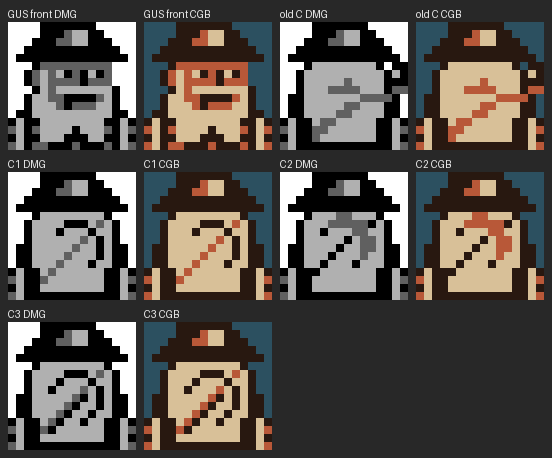 GUS front DMG GUS front CGB old C DMG old C CGB
C1 DMG C1 CGB C2 DMG C2 CGB
C3 DMG C3 CGB